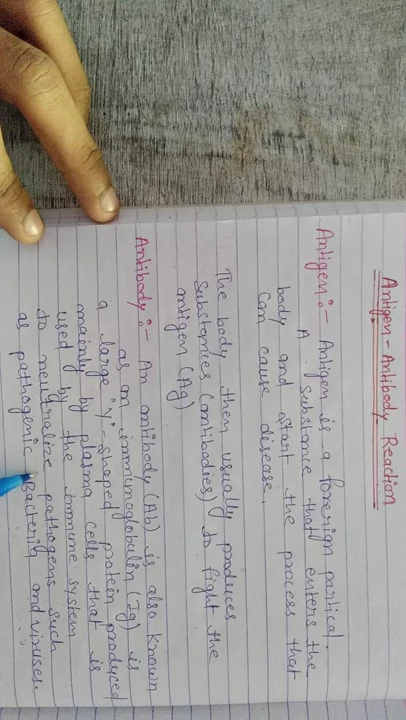 Antigen-Antibody Reaction
Antigen:- Antigen is a foreign partical.
A substance that enters the
body and start the process that
can cause disease.
The body then usually produces
substances (antibodies) to fight the
antigen (Ag)
Antibody:- An antibody (Ab) is also known
as an immunoglobulin (Ig) is
a large "Y"-shaped protein produced
mainly by plasma cells that is
used by the immune system
to neutralize pathogens such
as pathogenic bacteria and viruses.